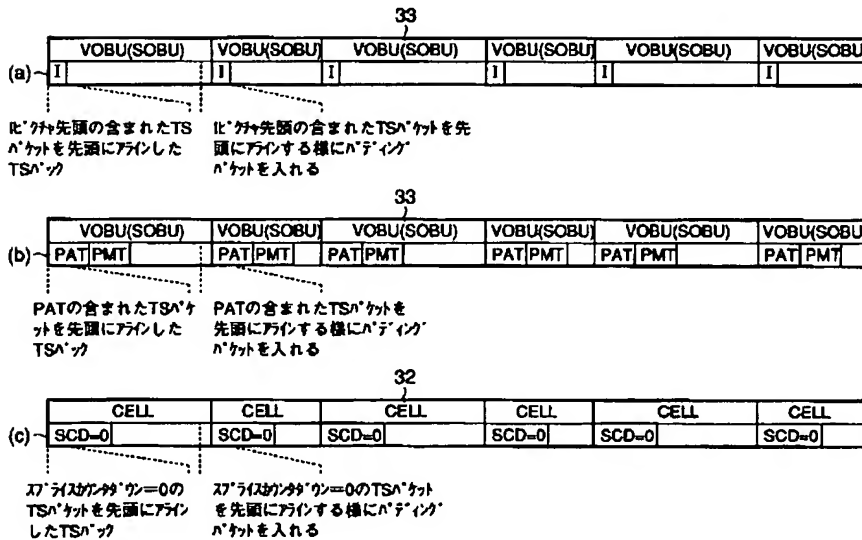 33
VOBU(SOBU) VOBU(SOBU) VOBU(SOBU) VOBU(SOBU) VOBU(SOBU) VOBU(SOBU)
(a) I I I I I I
Iピクチャ先頭の含まれたTS
パケットを先頭にアラインした
TSパック
Iピクチャ先頭の含まれたTSパケットを先
頭にアラインする様にパディング
パケットを入れる
33
VOBU(SOBU) VOBU(SOBU) VOBU(SOBU) VOBU(SOBU) VOBU(SOBU) VOBU(SOBU)
(b) PAT PMT PAT PMT PAT PMT PAT PMT PAT PMT PAT PMT
PATの含まれたTSパケ
ットを先頭にアラインした
TSパック
PATの含まれたTSパケットを
先頭にアラインする様にパディング
パケットを入れる
32
CELL CELL CELL CELL CELL CELL
(c) SCD=0 SCD=0 SCD=0 SCD=0 SCD=0 SCD=0
スプライスカウンタダウン=0の
TSパケットを先頭にアライン
したTSパック
スプライスカウンタダウン=0のTSパケット
を先頭にアラインする様にパディング
パケットを入れる